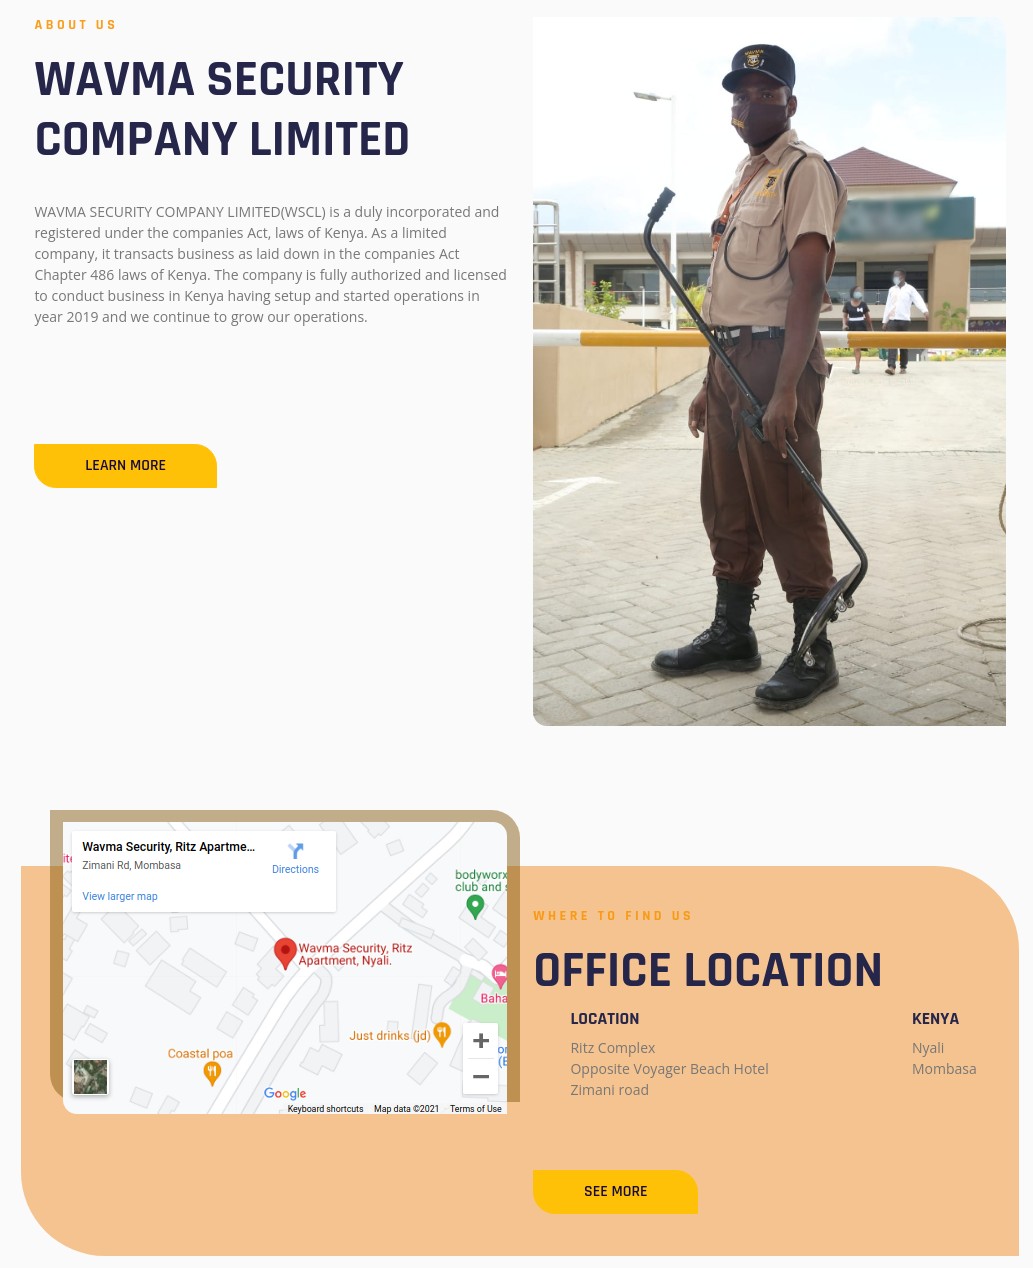 ABOUT US
WAVMA SECURITY
COMPANY LIMITED
WAVMA SECURITY COMPANY LIMITED(WSCL) is a duly incorporated and
registered under the companies Act, laws of Kenya. As a limited
company, it transacts business as laid down in the companies Act
Chapter 486 laws of Kenya. The company is fully authorized and licensed
to conduct business in Kenya having setup and started operations in
year 2019 and we continue to grow our operations.
LEARN MORE
Wavma Security, Ritz Apartme...
Zimani Rd, Mombasa
Directions
View larger map
bodyworx
club and
Wavma Security, Ritz
Apartment, Nyali.
Baha
Just drinks (jd)
Coastal poa
Google
Keyboard shortcuts Map data ©2021 Terms of Use
WHERE TO FIND US
OFFICE LOCATION
LOCATION
Ritz Complex
Opposite Voyager Beach Hotel
Zimani road
KENYA
Nyali
Mombasa
SEE MORE